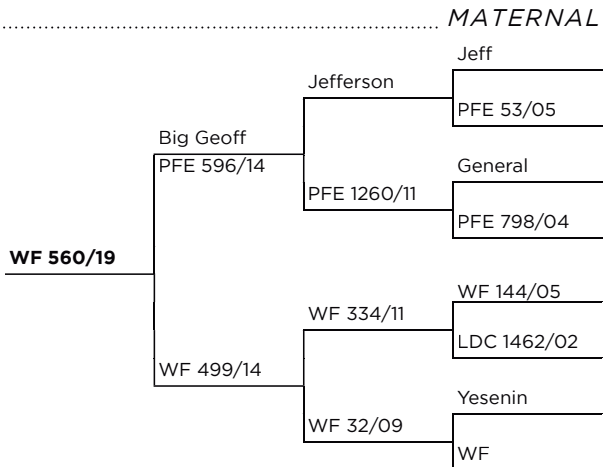 MATERNAL
Jeff
Jefferson
PFE 53/05
Big Geoff
PFE 596/14
General
PFE 1260/11
PFE 798/04
WF 560/19
WF 144/05
WF 334/11
LDC 1462/02
WF 499/14
Yesenin
WF 32/09
WF